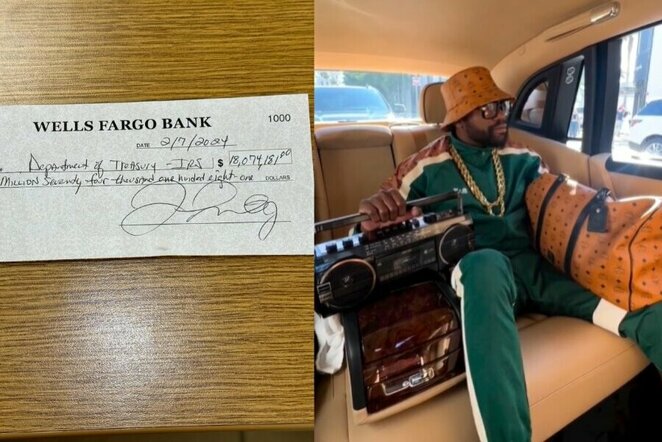 WELLS FARGO BANK
1000
DATE 2/7/2024
Department of Treasury - IRS $ 18,074,181.00
Million Seventy four thousand one hundred eight-one DOLLARS